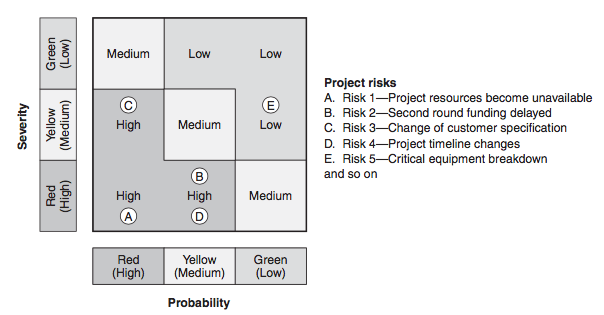 Severity
Green
(Low)
Yellow
(Medium)
Red
(High)
Medium
Low
Low
C
High
Medium
E
Low
High
A
B
High
D
Medium
Red
(High)
Yellow
(Medium)
Green
(Low)
Probability
Project risks
A. Risk 1—Project resources become unavailable
B. Risk 2—Second round funding delayed
C. Risk 3—Change of customer specification
D. Risk 4—Project timeline changes
E. Risk 5—Critical equipment breakdown
and so on